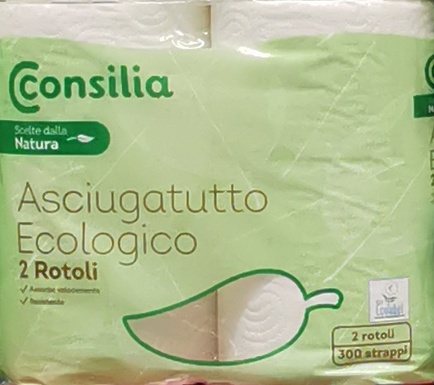 Consilia
Scelte dalla
Natura
Asciugatutto
Ecologico
2 Rotoli
Assorbe velocemente
Resistente
2 rotoli
300 strappi